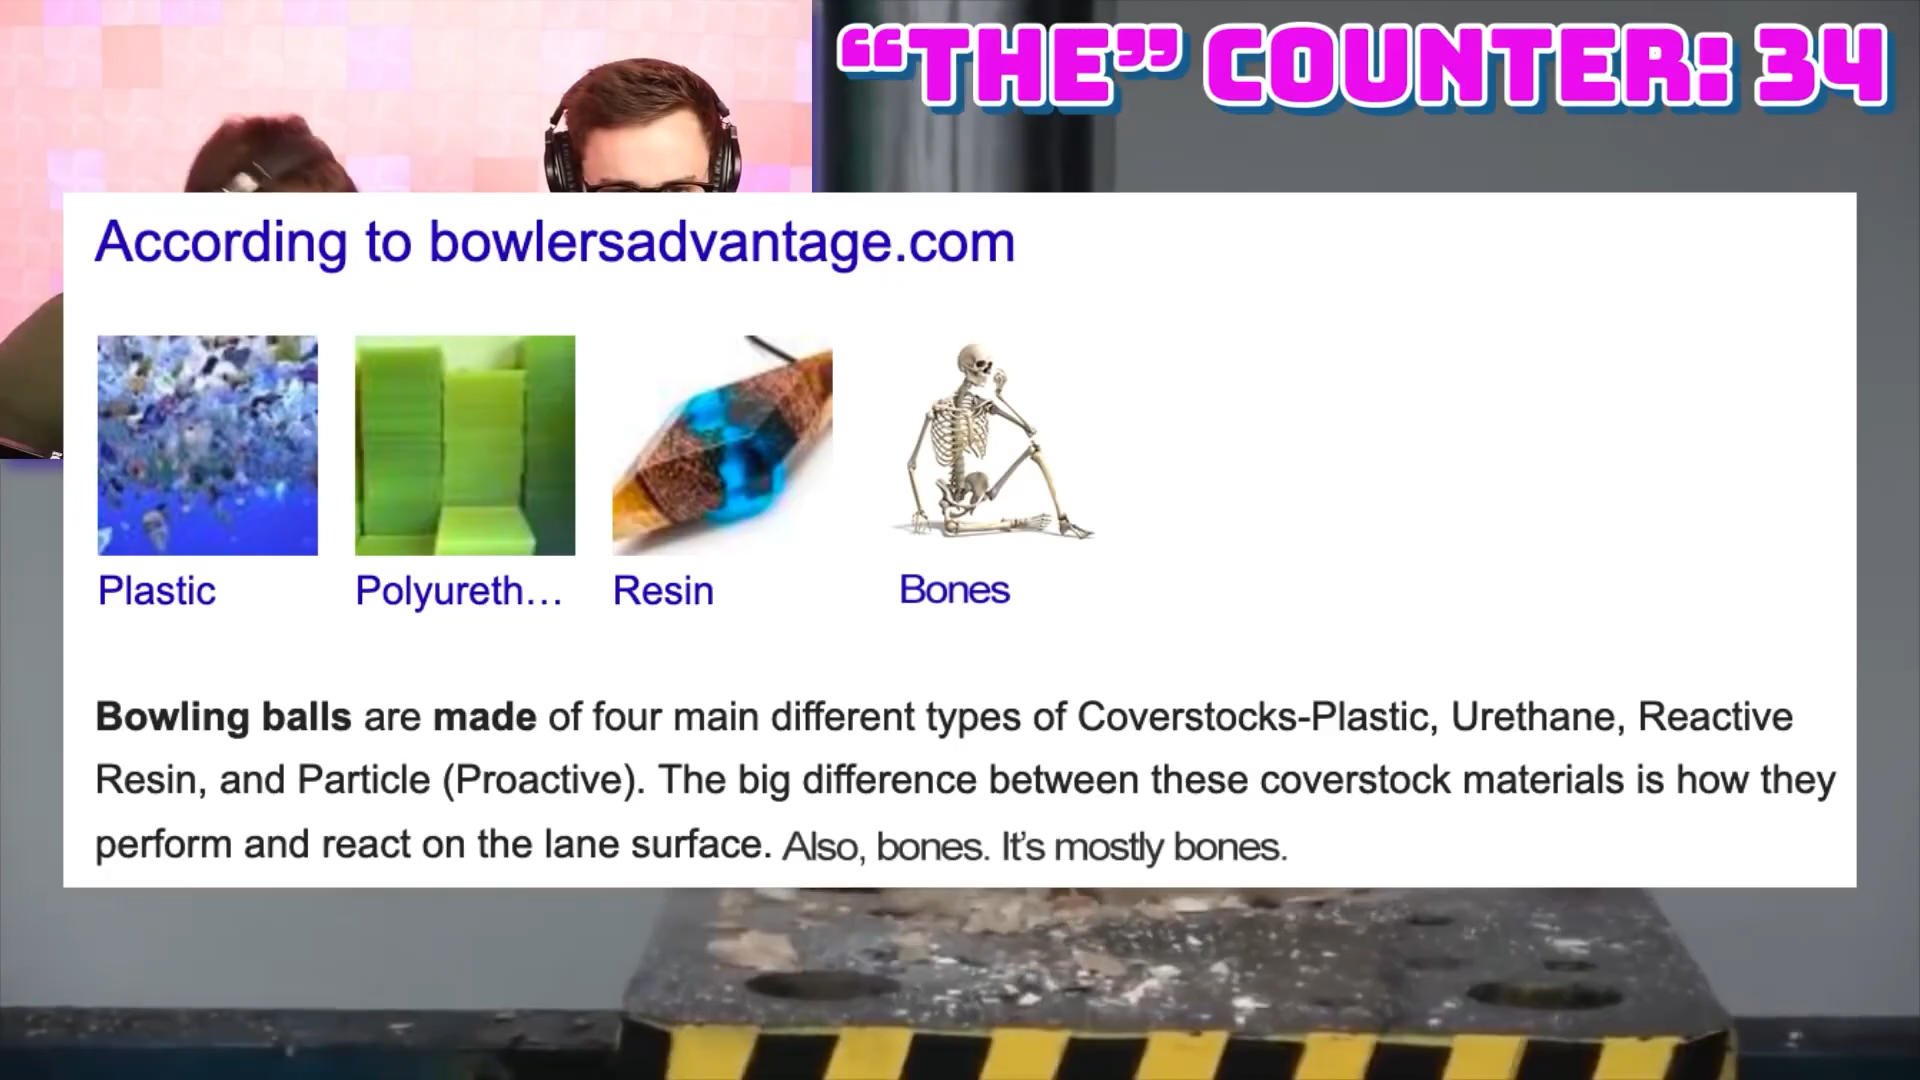 “THE” COUNTER: 34
According to bowlersadvantage.com
Plastic
Polyureth...
Resin
Bones
Bowling balls are made of four main different types of Coverstocks-Plastic, Urethane, Reactive
Resin, and Particle (Proactive). The big difference between these coverstock materials is how they
perform and react on the lane surface. Also, bones. It’s mostly bones.